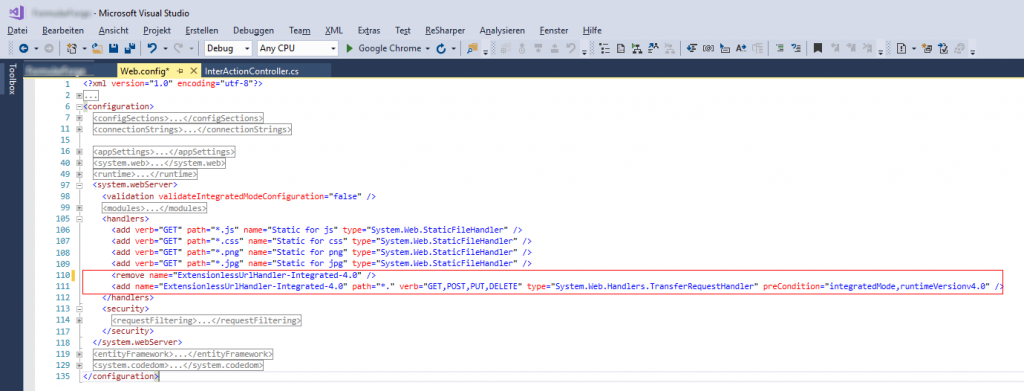 - Microsoft Visual Studio
Datei Bearbeiten Ansicht Projekt Erstellen Debuggen Team XML Extras Test ReSharper Analysieren Fenster Hilfe
Debug Any CPU Google Chrome
Toolbox
Web.config* InterActionController.cs
1 <?xml version="1.0" encoding="utf-8"?>
2 ...
6 <configuration>
7 <configSections>...</configSections>
11 <connectionStrings>...</connectionStrings>
15
16 <appSettings>...</appSettings>
40 <system.web>...</system.web>
49 <runtime>...</runtime>
97 <system.webServer>
98 <validation validateIntegratedModeConfiguration="false" />
99 <modules>...</modules>
105 <handlers>
106 <add verb="GET" path="*.js" name="Static for js" type="System.Web.StaticFileHandler" />
107 <add verb="GET" path="*.css" name="Static for css" type="System.Web.StaticFileHandler" />
108 <add verb="GET" path="*.png" name="Static for png" type="System.Web.StaticFileHandler" />
109 <add verb="GET" path="*.jpg" name="Static for jpg" type="System.Web.StaticFileHandler" />
110 <remove name="ExtensionlessUrlHandler-Integrated-4.0" />
111 <add name="ExtensionlessUrlHandler-Integrated-4.0" path="*." verb="GET,POST,PUT,DELETE" type="System.Web.Handlers.TransferRequestHandler" preCondition="integratedMode,runtimeVersionv4.0" />
112 </handlers>
113 <security>
114 <requestFiltering>...</requestFiltering>
117 </security>
118 </system.webServer>
119 <entityFramework>...</entityFramework>
129 <system.codedom>...</system.codedom>
135 </configuration>